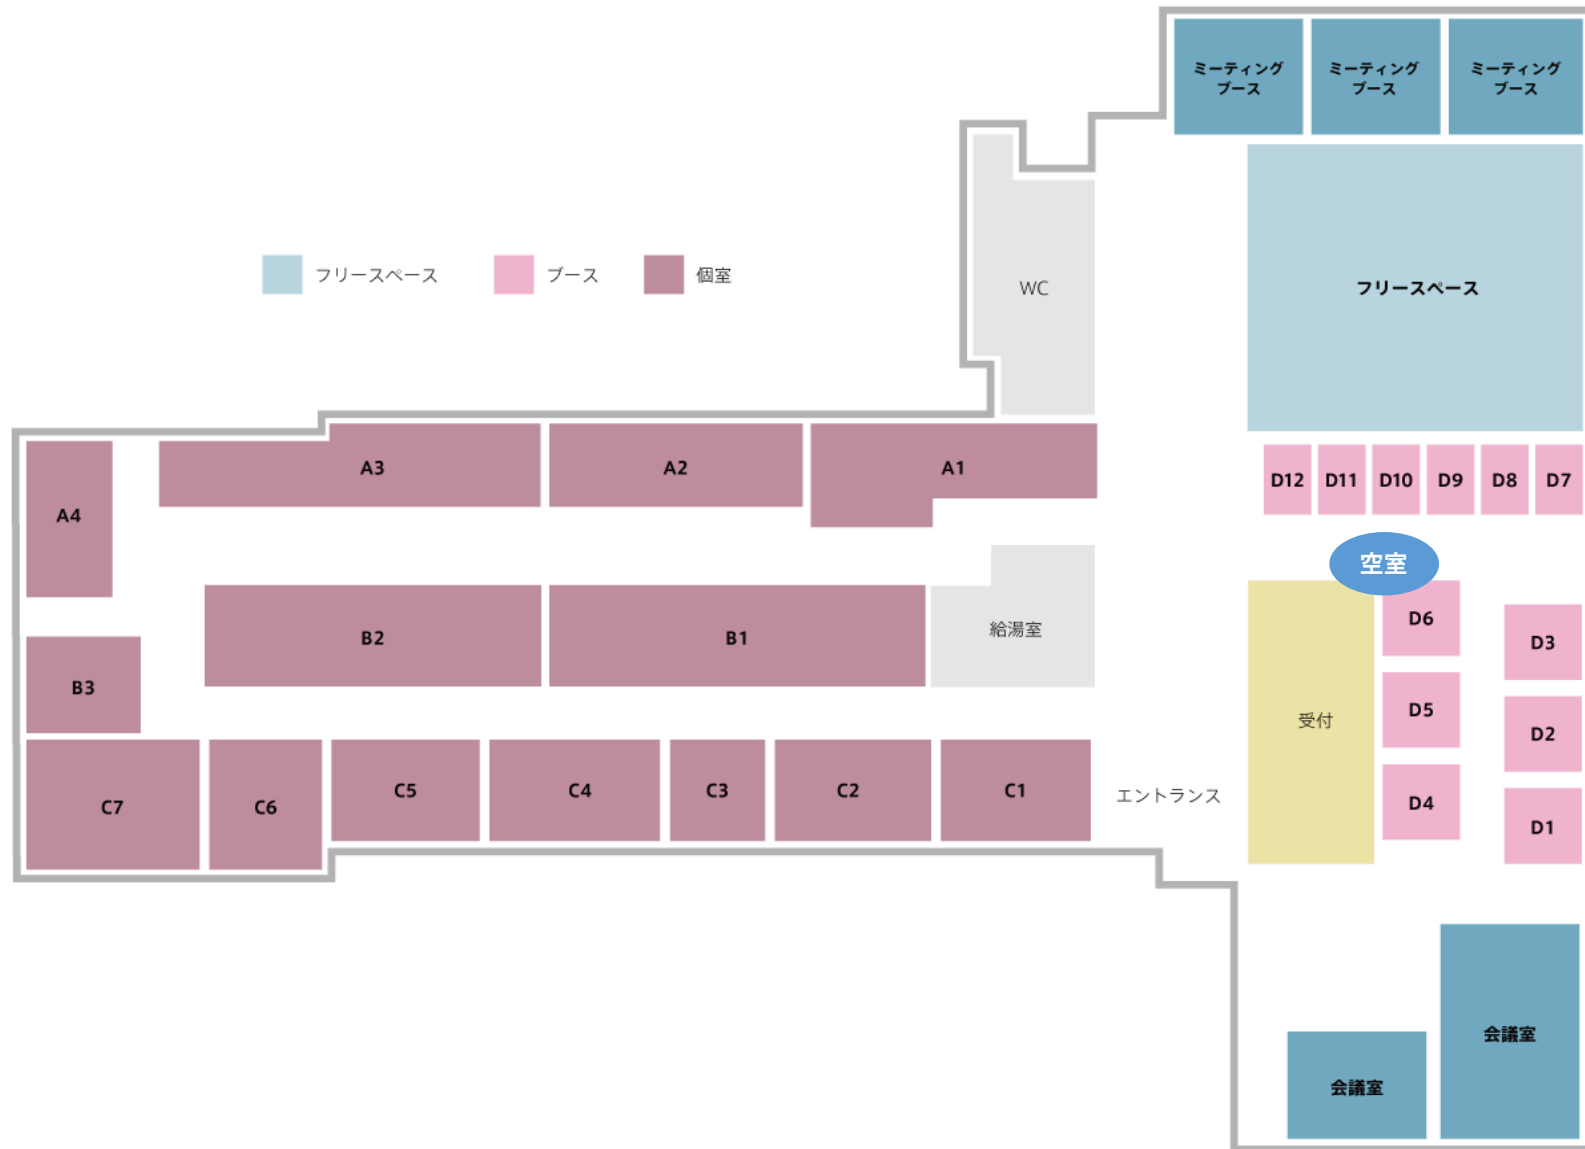 ミーティング
ブース
ミーティング
ブース
ミーティング
ブース
フリースペース
ブース
個室
WC
フリースペース
A4
A3
A2
A1
D12
D11
D10
D9
D8
D7
空室
B3
B2
B1
給湯室
受付
D6
D3
D5
D2
D4
D1
C7
C6
C5
C4
C3
C2
C1
エントランス
会議室
会議室